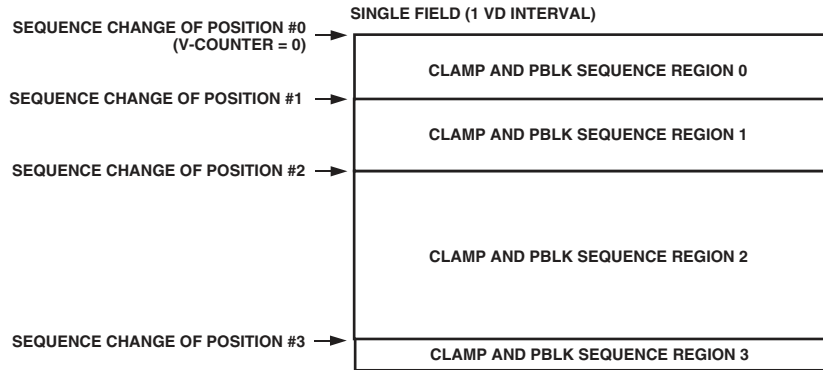 SINGLE FIELD (1 VD INTERVAL)
SEQUENCE CHANGE OF POSITION #0
(V-COUNTER = 0)
CLAMP AND PBLK SEQUENCE REGION 0
SEQUENCE CHANGE OF POSITION #1
CLAMP AND PBLK SEQUENCE REGION 1
SEQUENCE CHANGE OF POSITION #2
CLAMP AND PBLK SEQUENCE REGION 2
SEQUENCE CHANGE OF POSITION #3
CLAMP AND PBLK SEQUENCE REGION 3